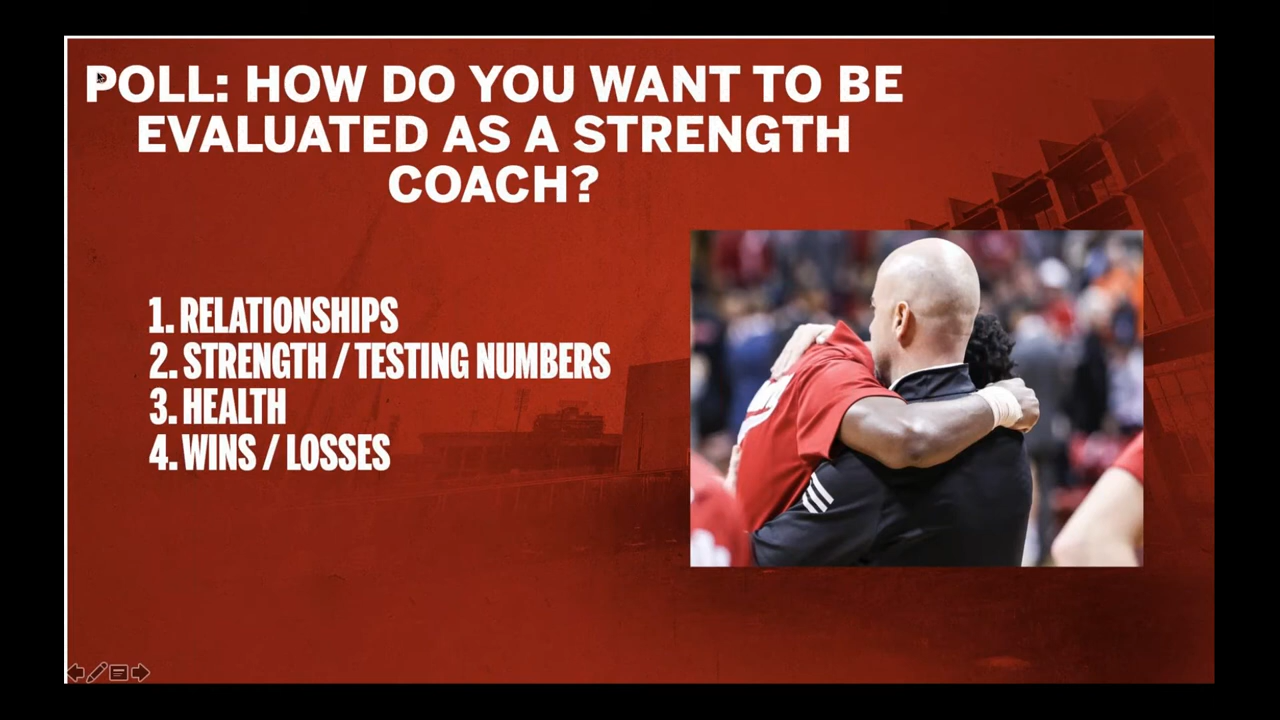 POLL: HOW DO YOU WANT TO BE
EVALUATED AS A STRENGTH
COACH?
1. RELATIONSHIPS
2. STRENGTH / TESTING NUMBERS
3. HEALTH
4. WINS / LOSSES